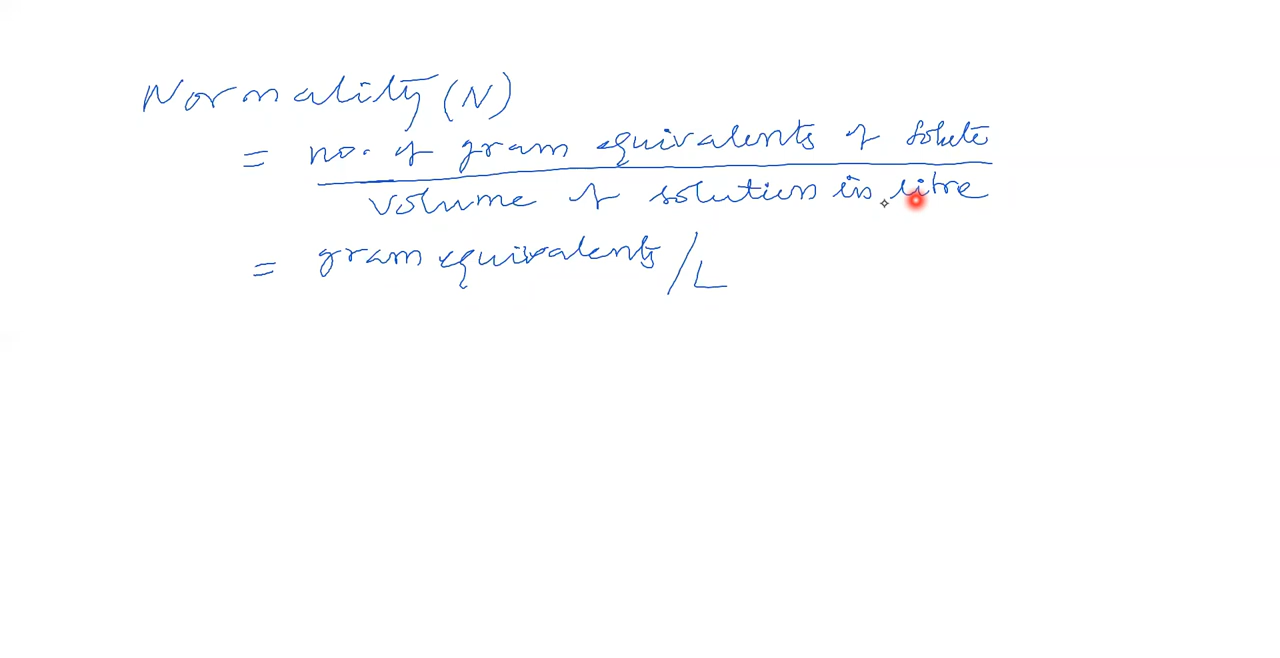 Normality (N)
= no. of gram equivalents of solute
volume of solution in litre
= gram equivalents/L